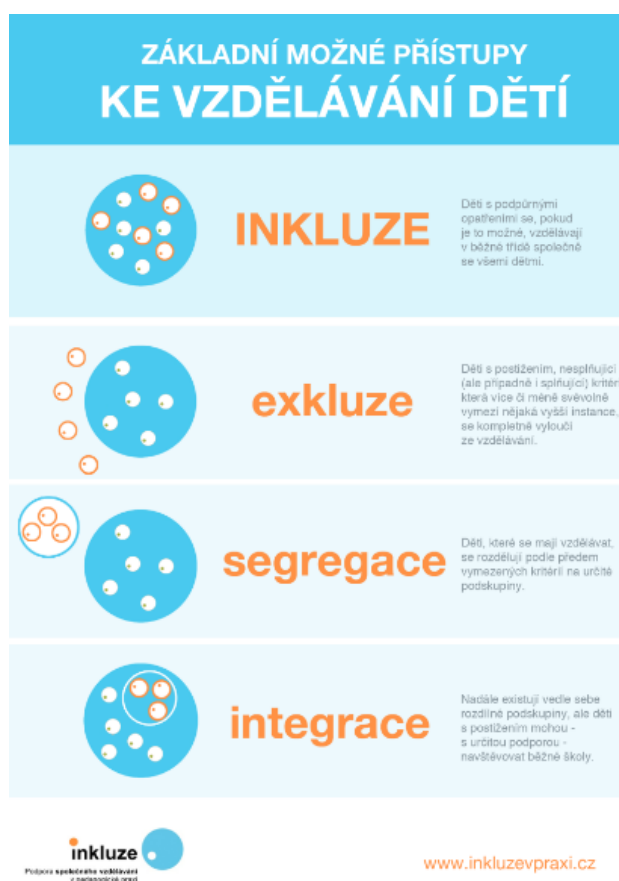 ZÁKLADNÍ MOŽNÉ PŘÍSTUPY
KE VZDĚLÁVÁNÍ DĚTÍ
INKLUZE
Děti s podpůrnými
opatřeními se, pokud
je to možné, vzdělávají
v běžné třídě společně
se všemi dětmi.
exkluze
Děti s postižením, nesplňující
(ale případně i splňující) kritéri
která více či méně svévolně
vymezí nějaká vyšší instance,
se kompletně vyloučí
ze vzdělávání.
segregace
Děti, které se mají vzdělávat,
se rozdělují podle předem
vymezených kritérií na určité
podskupiny.
integrace
Nadále existují vedle sebe
rozdílné podskupiny, ale děti
s postižením mohou -
s určitou podporou -
navštěvovat běžné školy.
inkluze
Podpora společného vzdělávání
v pedagogické praxi
www.inkluzevpraxi.cz